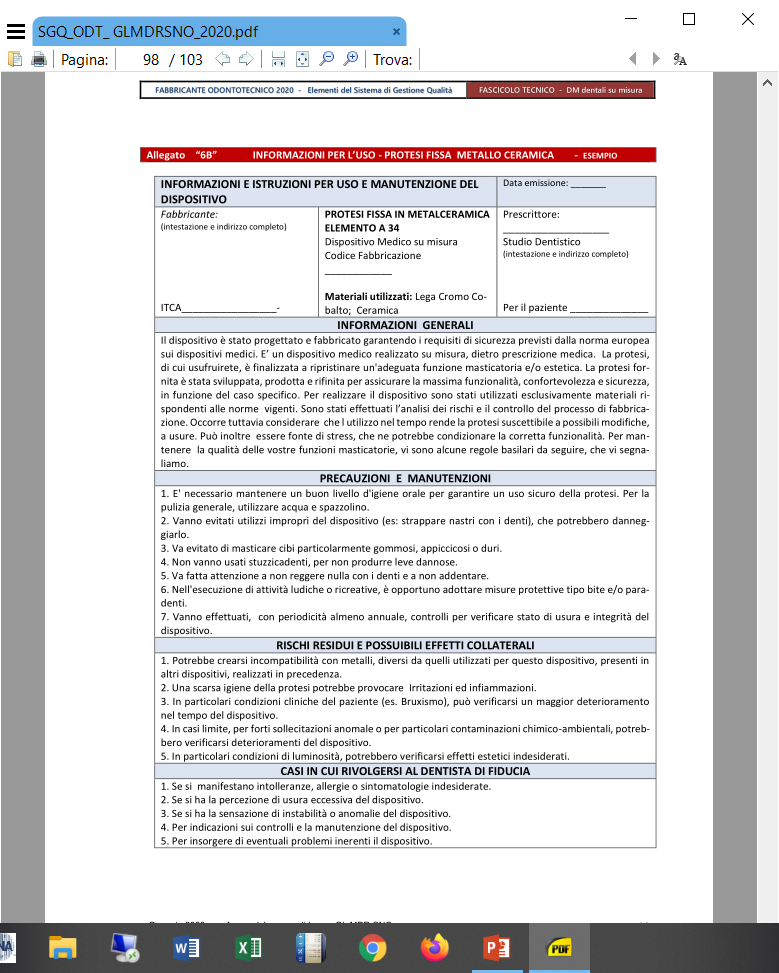 SGQ_ODT_ GLMDRSNO_2020.pdf
Pagina: 98 / 103 Trova:
FABBRICANTE ODONTOTECNICO 2020 - Elementi del Sistema di Gestione Qualità FASCICOLO TECNICO - DM dentali su misura
Allegato "6B" INFORMAZIONI PER L'USO - PROTESI FISSA METALLO CERAMICA - ESEMPIO
INFORMAZIONI E ISTRUZIONI PER USO E MANUTENZIONE DEL
DISPOSITIVO
Data emissione: _______
Fabbricante:
(intestazione e indirizzo completo)
ITCA_________________-
PROTESI FISSA IN METALCERAMICA
ELEMENTO A 34
Dispositivo Medico su misura
Codice Fabbricazione
____________
Materiali utilizzati: Lega Cromo Co-
balto; Ceramica
Prescrittore:
___________________
Studio Dentistico
(intestazione e indirizzo completo)
Per il paziente ______________
INFORMAZIONI GENERALI
Il dispositivo è stato progettato e fabbricato garantendo i requisiti di sicurezza previsti dalla norma europea
sui dispositivi medici. E' un dispositivo medico realizzato su misura, dietro prescrizione medica. La protesi,
di cui usufruirete, è finalizzata a ripristinare un'adeguata funzione masticatoria e/o estetica. La protesi for-
nita è stata sviluppata, prodotta e rifinita per assicurare la massima funzionalità, confortevolezza e sicurezza,
in funzione del caso specifico. Per realizzare il dispositivo sono stati utilizzati esclusivamente materiali ri-
spondenti alle norme vigenti. Sono stati effettuati l'analisi dei rischi e il controllo del processo di fabbrica-
zione. Occorre tuttavia considerare che l utilizzo nel tempo rende la protesi suscettibile a possibili modifiche,
a usure. Può inoltre essere fonte di stress, che ne potrebbe condizionare la corretta funzionalità. Per man-
tenere la qualità delle vostre funzioni masticatorie, vi sono alcune regole basilari da seguire, che vi segna-
liamo.
PRECAUZIONI E MANUTENZIONI
1. E' necessario mantenere un buon livello d'igiene orale per garantire un uso sicuro della protesi. Per la
pulizia generale, utilizzare acqua e spazzolino.
2. Vanno evitati utilizzi impropri del dispositivo (es: strappare nastri con i denti), che potrebbero danneg-
giarlo.
3. Va evitato di masticare cibi particolarmente gommosi, appiccicosi o duri.
4. Non vanno usati stuzzicadenti, per non produrre leve dannose.
5. Va fatta attenzione a non reggere nulla con i denti e a non addentare.
6. Nell'esecuzione di attività ludiche o ricreative, è opportuno adottare misure protettive tipo bite e/o para-
denti.
7. Vanno effettuati, con periodicità almeno annuale, controlli per verificare stato di usura e integrità del
dispositivo.
RISCHI RESIDUI E POSSUIBILI EFFETTI COLLATERALI
1. Potrebbe crearsi incompatibilità con metalli, diversi da quelli utilizzati per questo dispositivo, presenti in
altri dispositivi, realizzati in precedenza.
2. Una scarsa igiene della protesi potrebbe provocare Irritazioni ed infiammazioni.
3. In particolari condizioni cliniche del paziente (es. Bruxismo), può verificarsi un maggior deterioramento
nel tempo del dispositivo.
4. In casi limite, per forti sollecitazioni anomale o per particolari contaminazioni chimico-ambientali, potreb-
bero verificarsi deterioramenti del dispositivo.
5. In particolari condizioni di luminosità, potrebbero verificarsi effetti estetici indesiderati.
CASI IN CUI RIVOLGERSI AL DENTISTA DI FIDUCIA
1. Se si manifestano intolleranze, allergie o sintomatologie indesiderate.
2. Se si ha la percezione di usura eccessiva del dispositivo.
3. Se si ha la sensazione di instabilità o anomalie del dispositivo.
4. Per indicazioni sui controlli e la manutenzione del dispositivo.
5. Per insorgere di eventuali problemi inerenti il dispositivo.